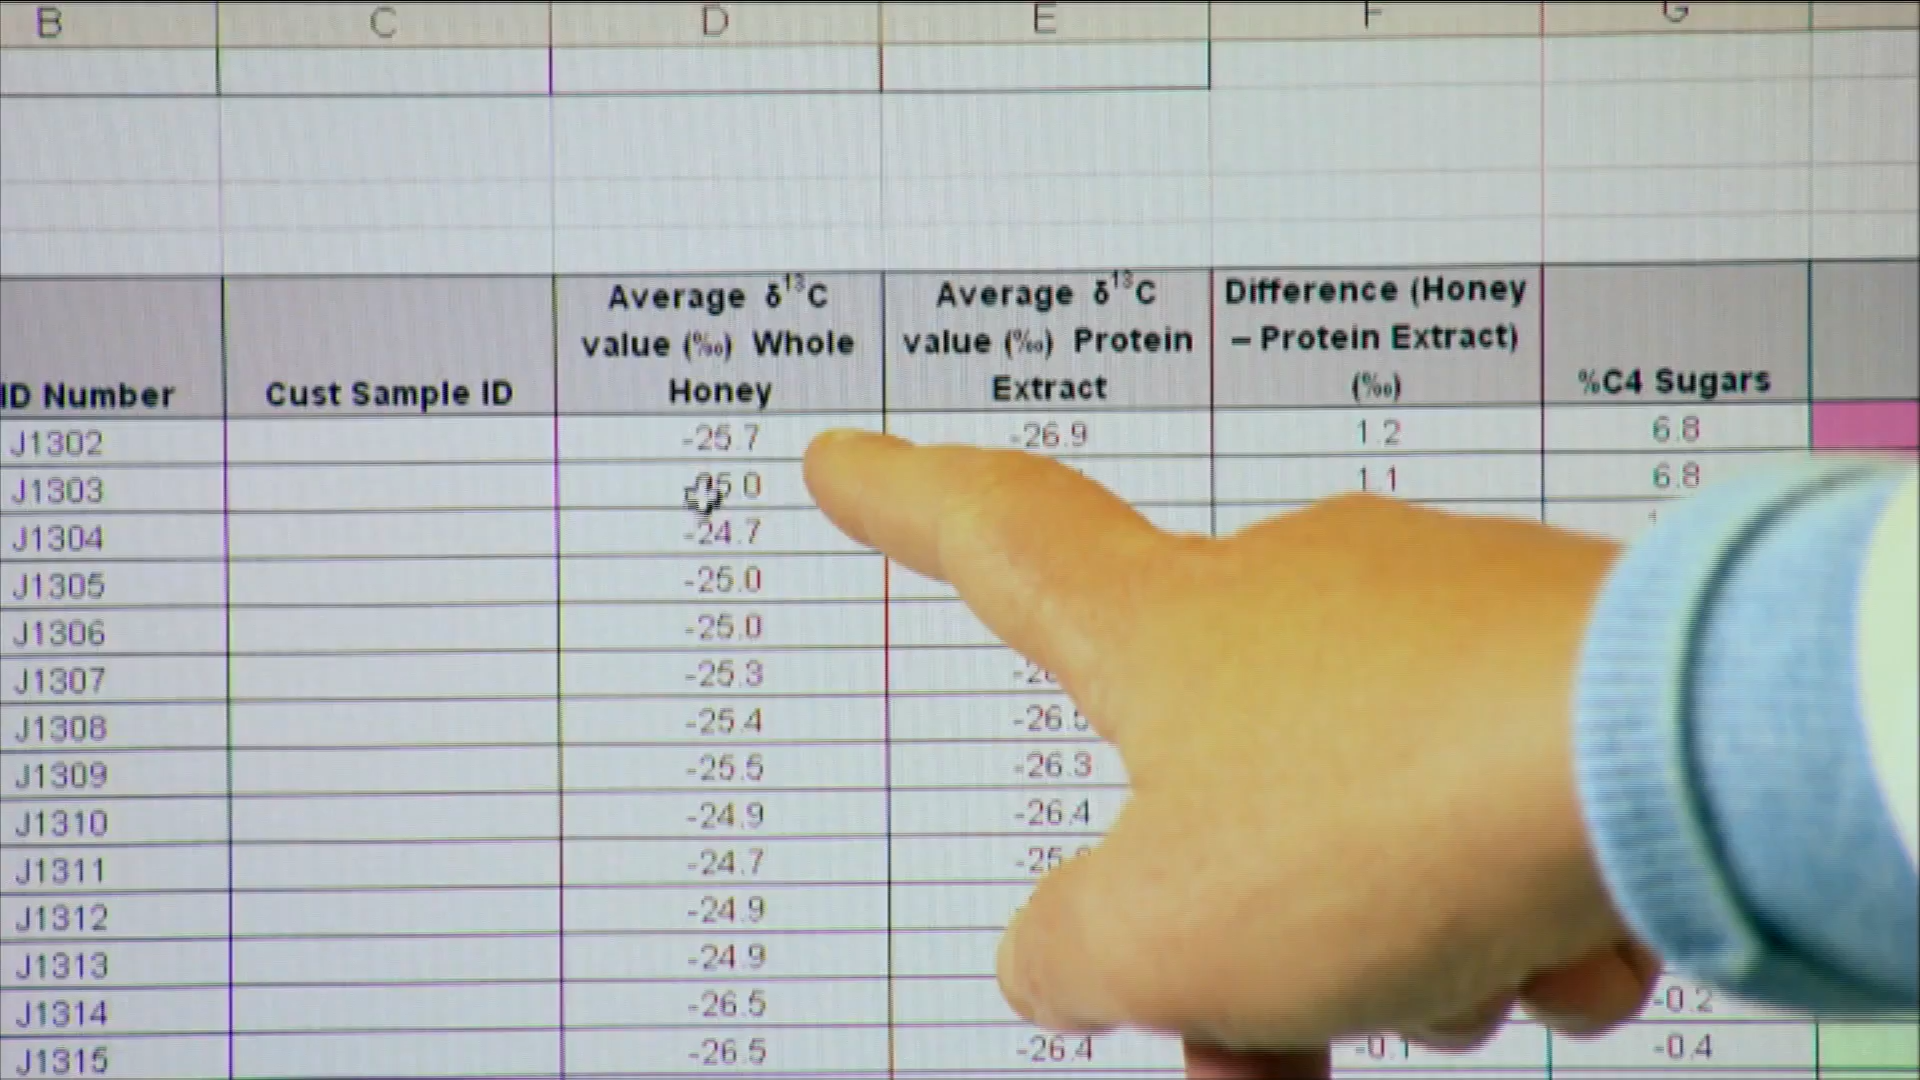 B C D E F G
Average δ¹³C Average δ¹³C Difference (Honey
value (‰) Whole value (‰) Protein – Protein Extract)
ID Number Cust Sample ID Honey Extract (‰) %C4 Sugars
J1302 -25.7 -26.9 1.2 6.8
J1303 1.1 6.8
J1304 -24.7
J1305 -25.0
J1306 -25.0
J1307 -25.3
J1308 -25.4
J1309 -25.5 -26.3
J1310 -24.9 -26.4
J1311 -24.7
J1312 -24.9
J1313 -24.9
J1314 -26.5 -0.2
J1315 -26.5 -26.4 -0.1 -0.4